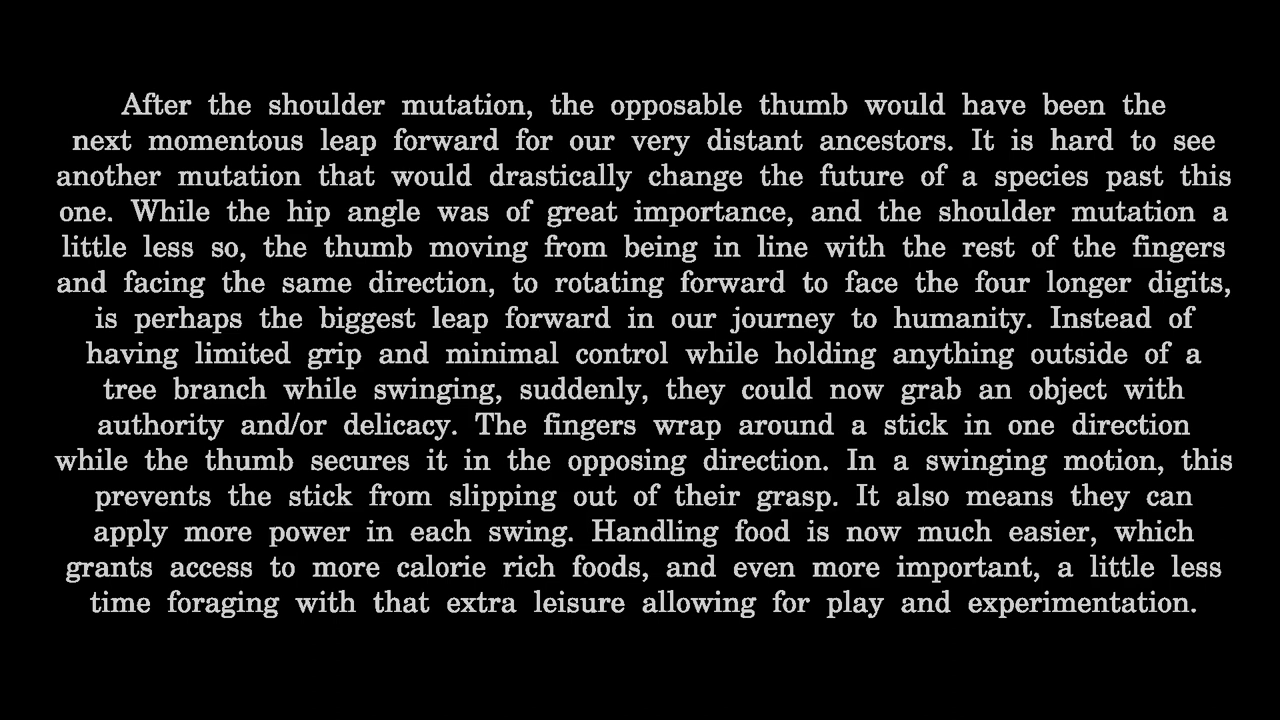 After the shoulder mutation, the opposable thumb would have been the
next momentous leap forward for our very distant ancestors. It is hard to see
another mutation that would drastically change the future of a species past this
one. While the hip angle was of great importance, and the shoulder mutation a
little less so, the thumb moving from being in line with the rest of the fingers
and facing the same direction, to rotating forward to face the four longer digits,
is perhaps the biggest leap forward in our journey to humanity. Instead of
having limited grip and minimal control while holding anything outside of a
tree branch while swinging, suddenly, they could now grab an object with
authority and/or delicacy. The fingers wrap around a stick in one direction
while the thumb secures it in the opposing direction. In a swinging motion, this
prevents the stick from slipping out of their grasp. It also means they can
apply more power in each swing. Handling food is now much easier, which
grants access to more calorie rich foods, and even more important, a little less
time foraging with that extra leisure allowing for play and experimentation.